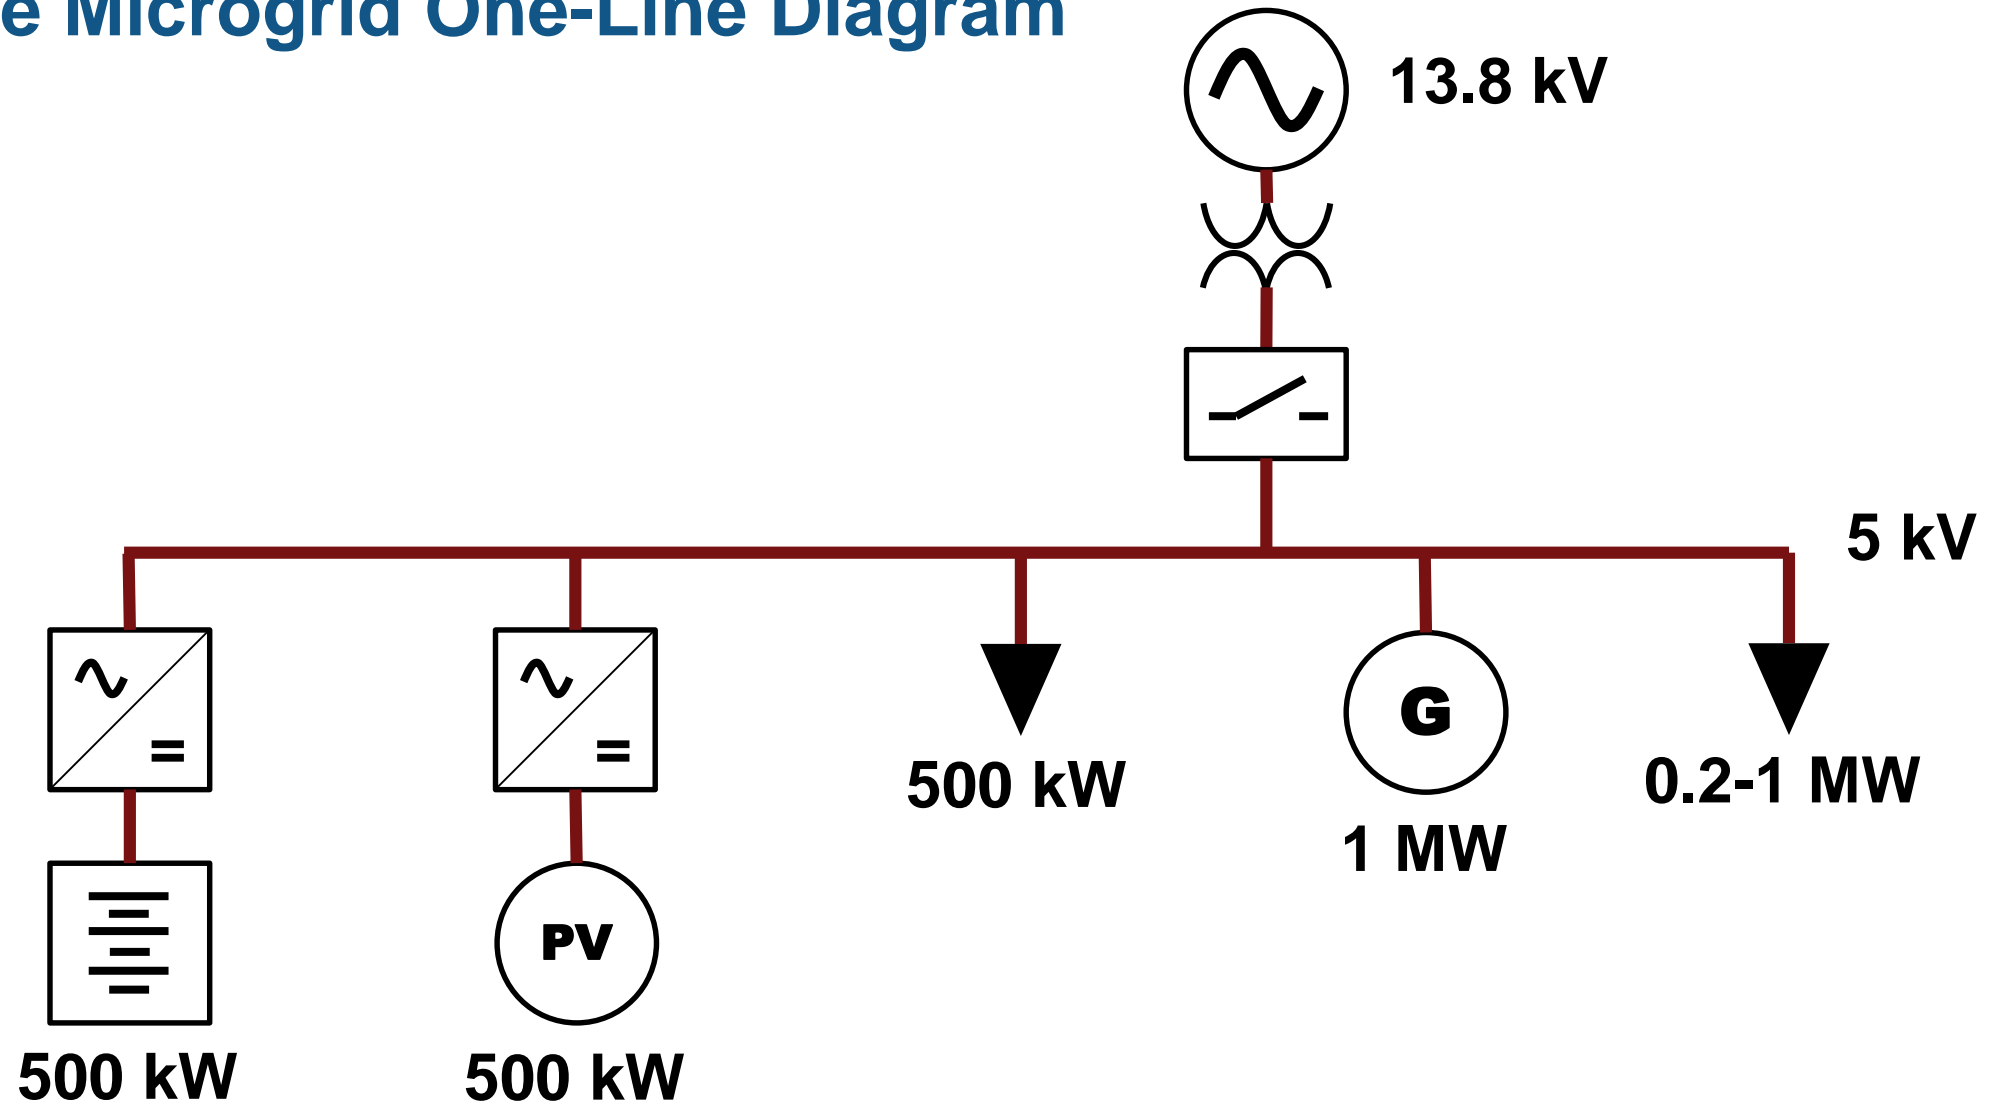 e Microgrid One-Line Diagram
13.8 kV
5 kV
G
500 kW
0.2-1 MW
1 MW
PV
500 kW
500 kW